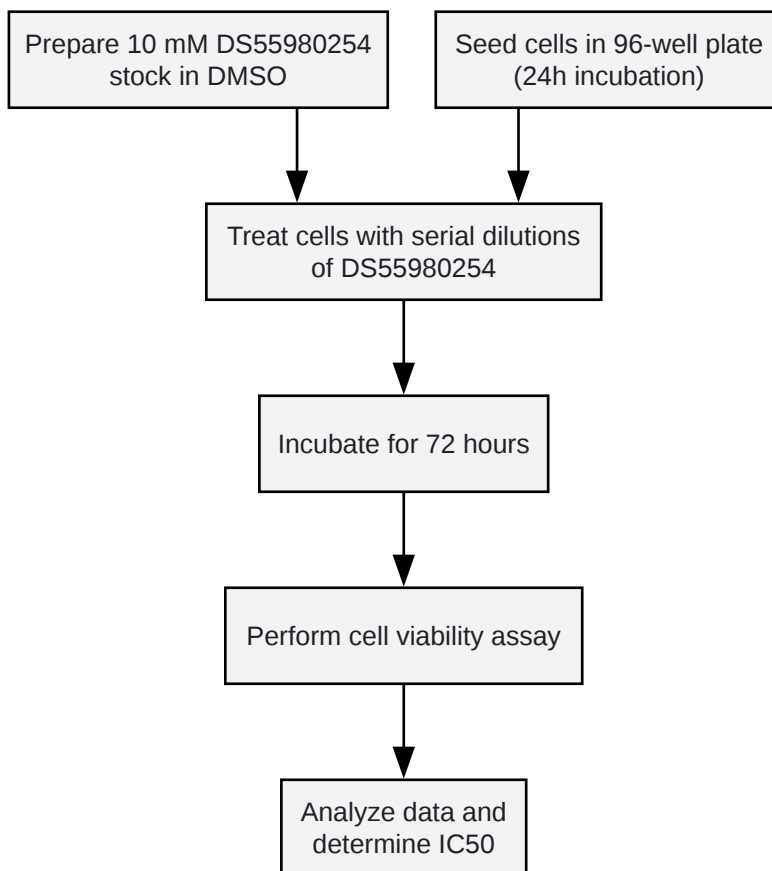 Prepare 10 mM DS55980254
stock in DMSO
Seed cells in 96-well plate
(24h incubation)
Treat cells with serial dilutions
of DS55980254
Incubate for 72 hours
Perform cell viability assay
Analyze data and
determine IC50